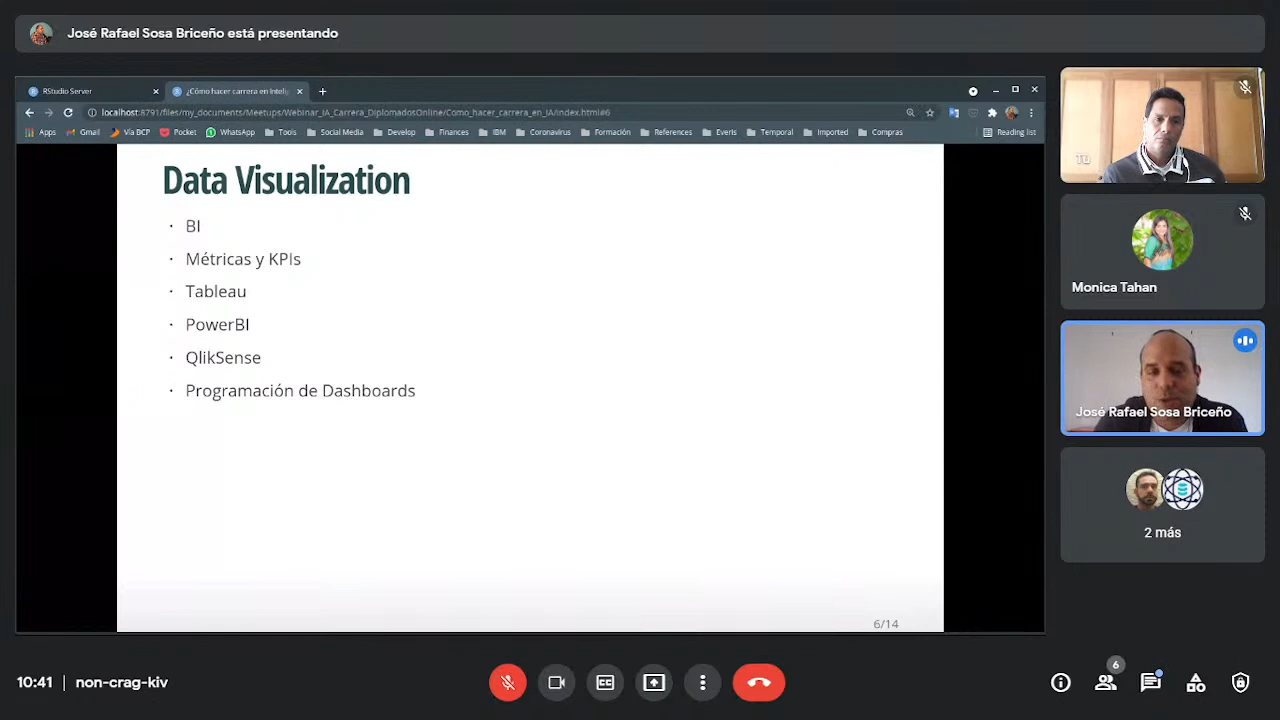 José Rafael Sosa Briceño está presentando
RStudio Server
¿Cómo hacer carrera en Intelig
localhost:8791/files/my_documents/Meetups/Webinar_IA_Carrera_DiplomadosOnline/Como_hacer_carrera_en_IA/index.html#6
Apps Gmail Vía BCP Pocket WhatsApp Tools Social Media Develop Finances IBM Coronavirus Formación References Everis Temporal Imported Compras Reading list
Data Visualization
· BI
· Métricas y KPIs
· Tableau
· PowerBI
· QlikSense
· Programación de Dashboards
6/14
Tú
Monica Tahan
José Rafael Sosa Briceño
2 más
10:41 | non-crag-kiv
6